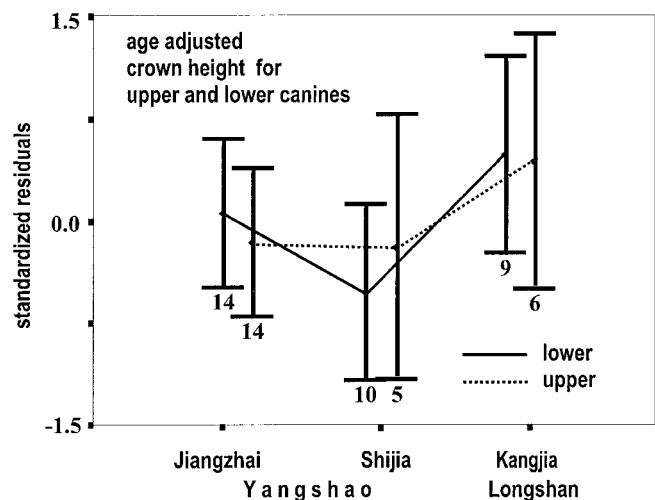 1.5
age adjusted
crown height for
upper and lower canines
standardized residuals
0.0
14
14
10
5
9
6
lower
upper
-1.5
Jiangzhai Shijia Kangjia
Yangshao Longshan